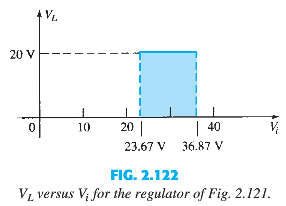 V_L
20 V
0 10 20 40 V_i
23.67 V 36.87 V
FIG. 2.122
V_L versus V_i for the regulator of Fig. 2.121.